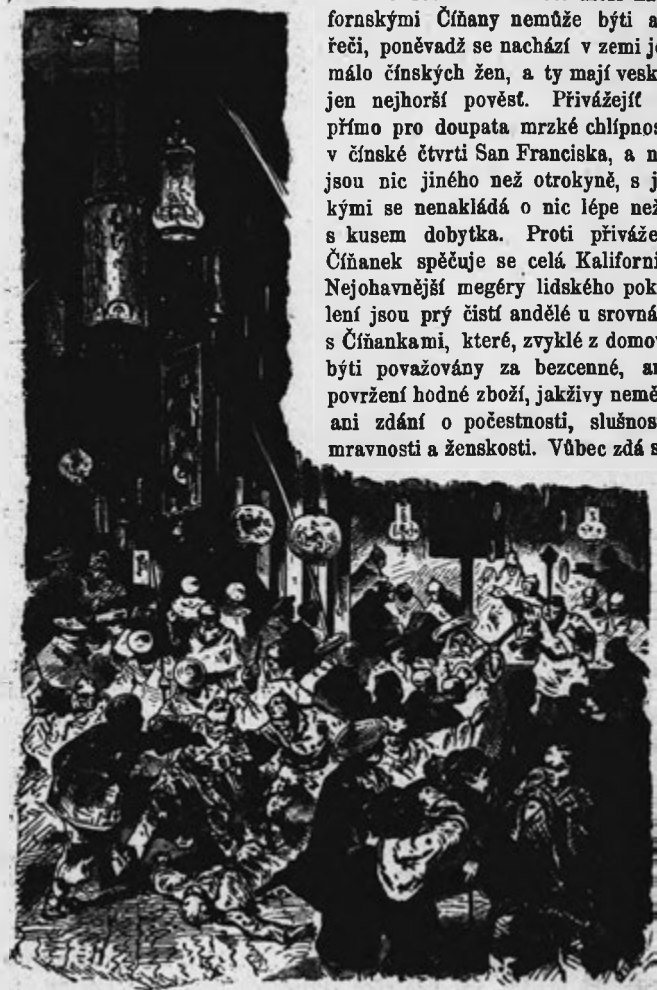 fornskými Číňany nemůže býti a
řeči, poněvadž se nachází v zemi je
málo čínských žen, a ty mají vesk
jen nejhorší pověst. Přivážejíť
přímo pro doupata mrzké chlípnos
v čínské čtvrti San Franciska, a n
jsou nic jiného než otrokyně, s j
kými se nenakládá o nic lépe než
s kusem dobytka. Proti přiváže
Číňanek spěčuje se celá Kaliforni
Nejohavnější megéry lidského pok
lení jsou prý čistí andělé u srovná
s Číňankami, které, zvyklé z domov
býti považovány za bezcenné, an
povržení hodné zboží, jakživy nemě
ani zdání o počestnosti, slušnos
mravnosti a ženskosti. Vůbec zdá s